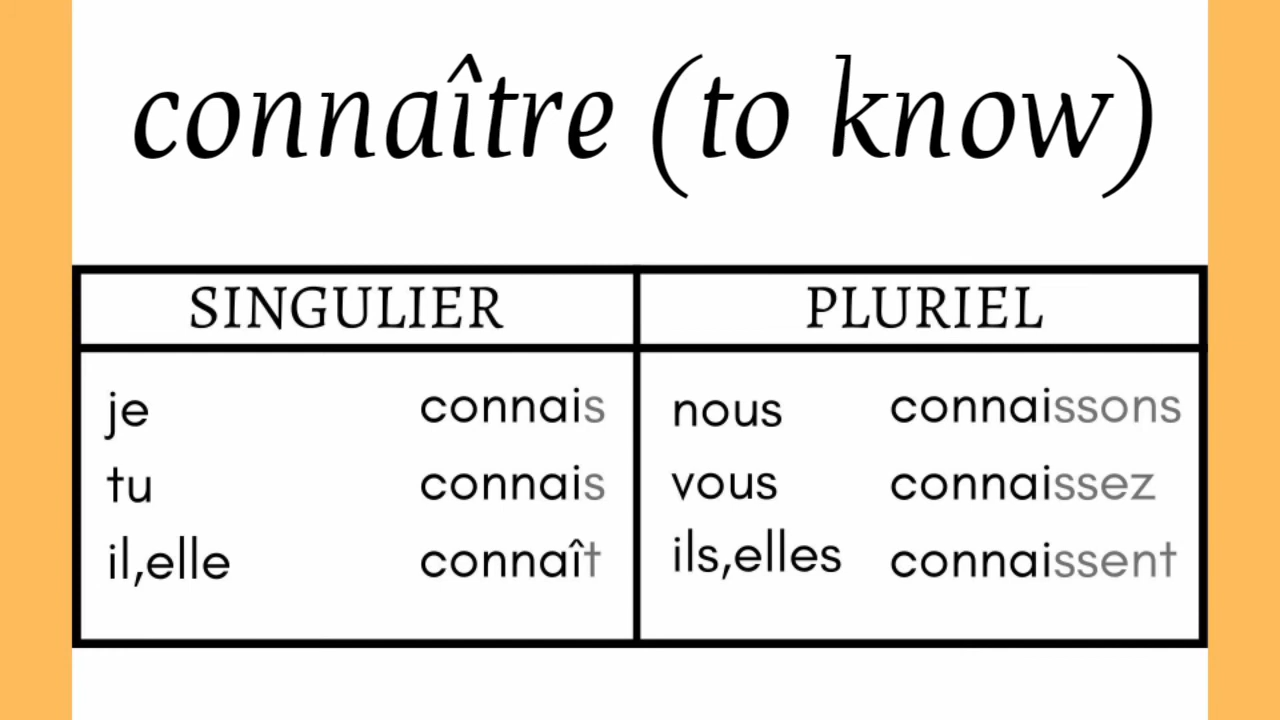 connaître (to know)
SINGULIER PLURIEL
je connais nous connaissons
tu connais vous connaissez
il,elle connaît ils,elles connaissent